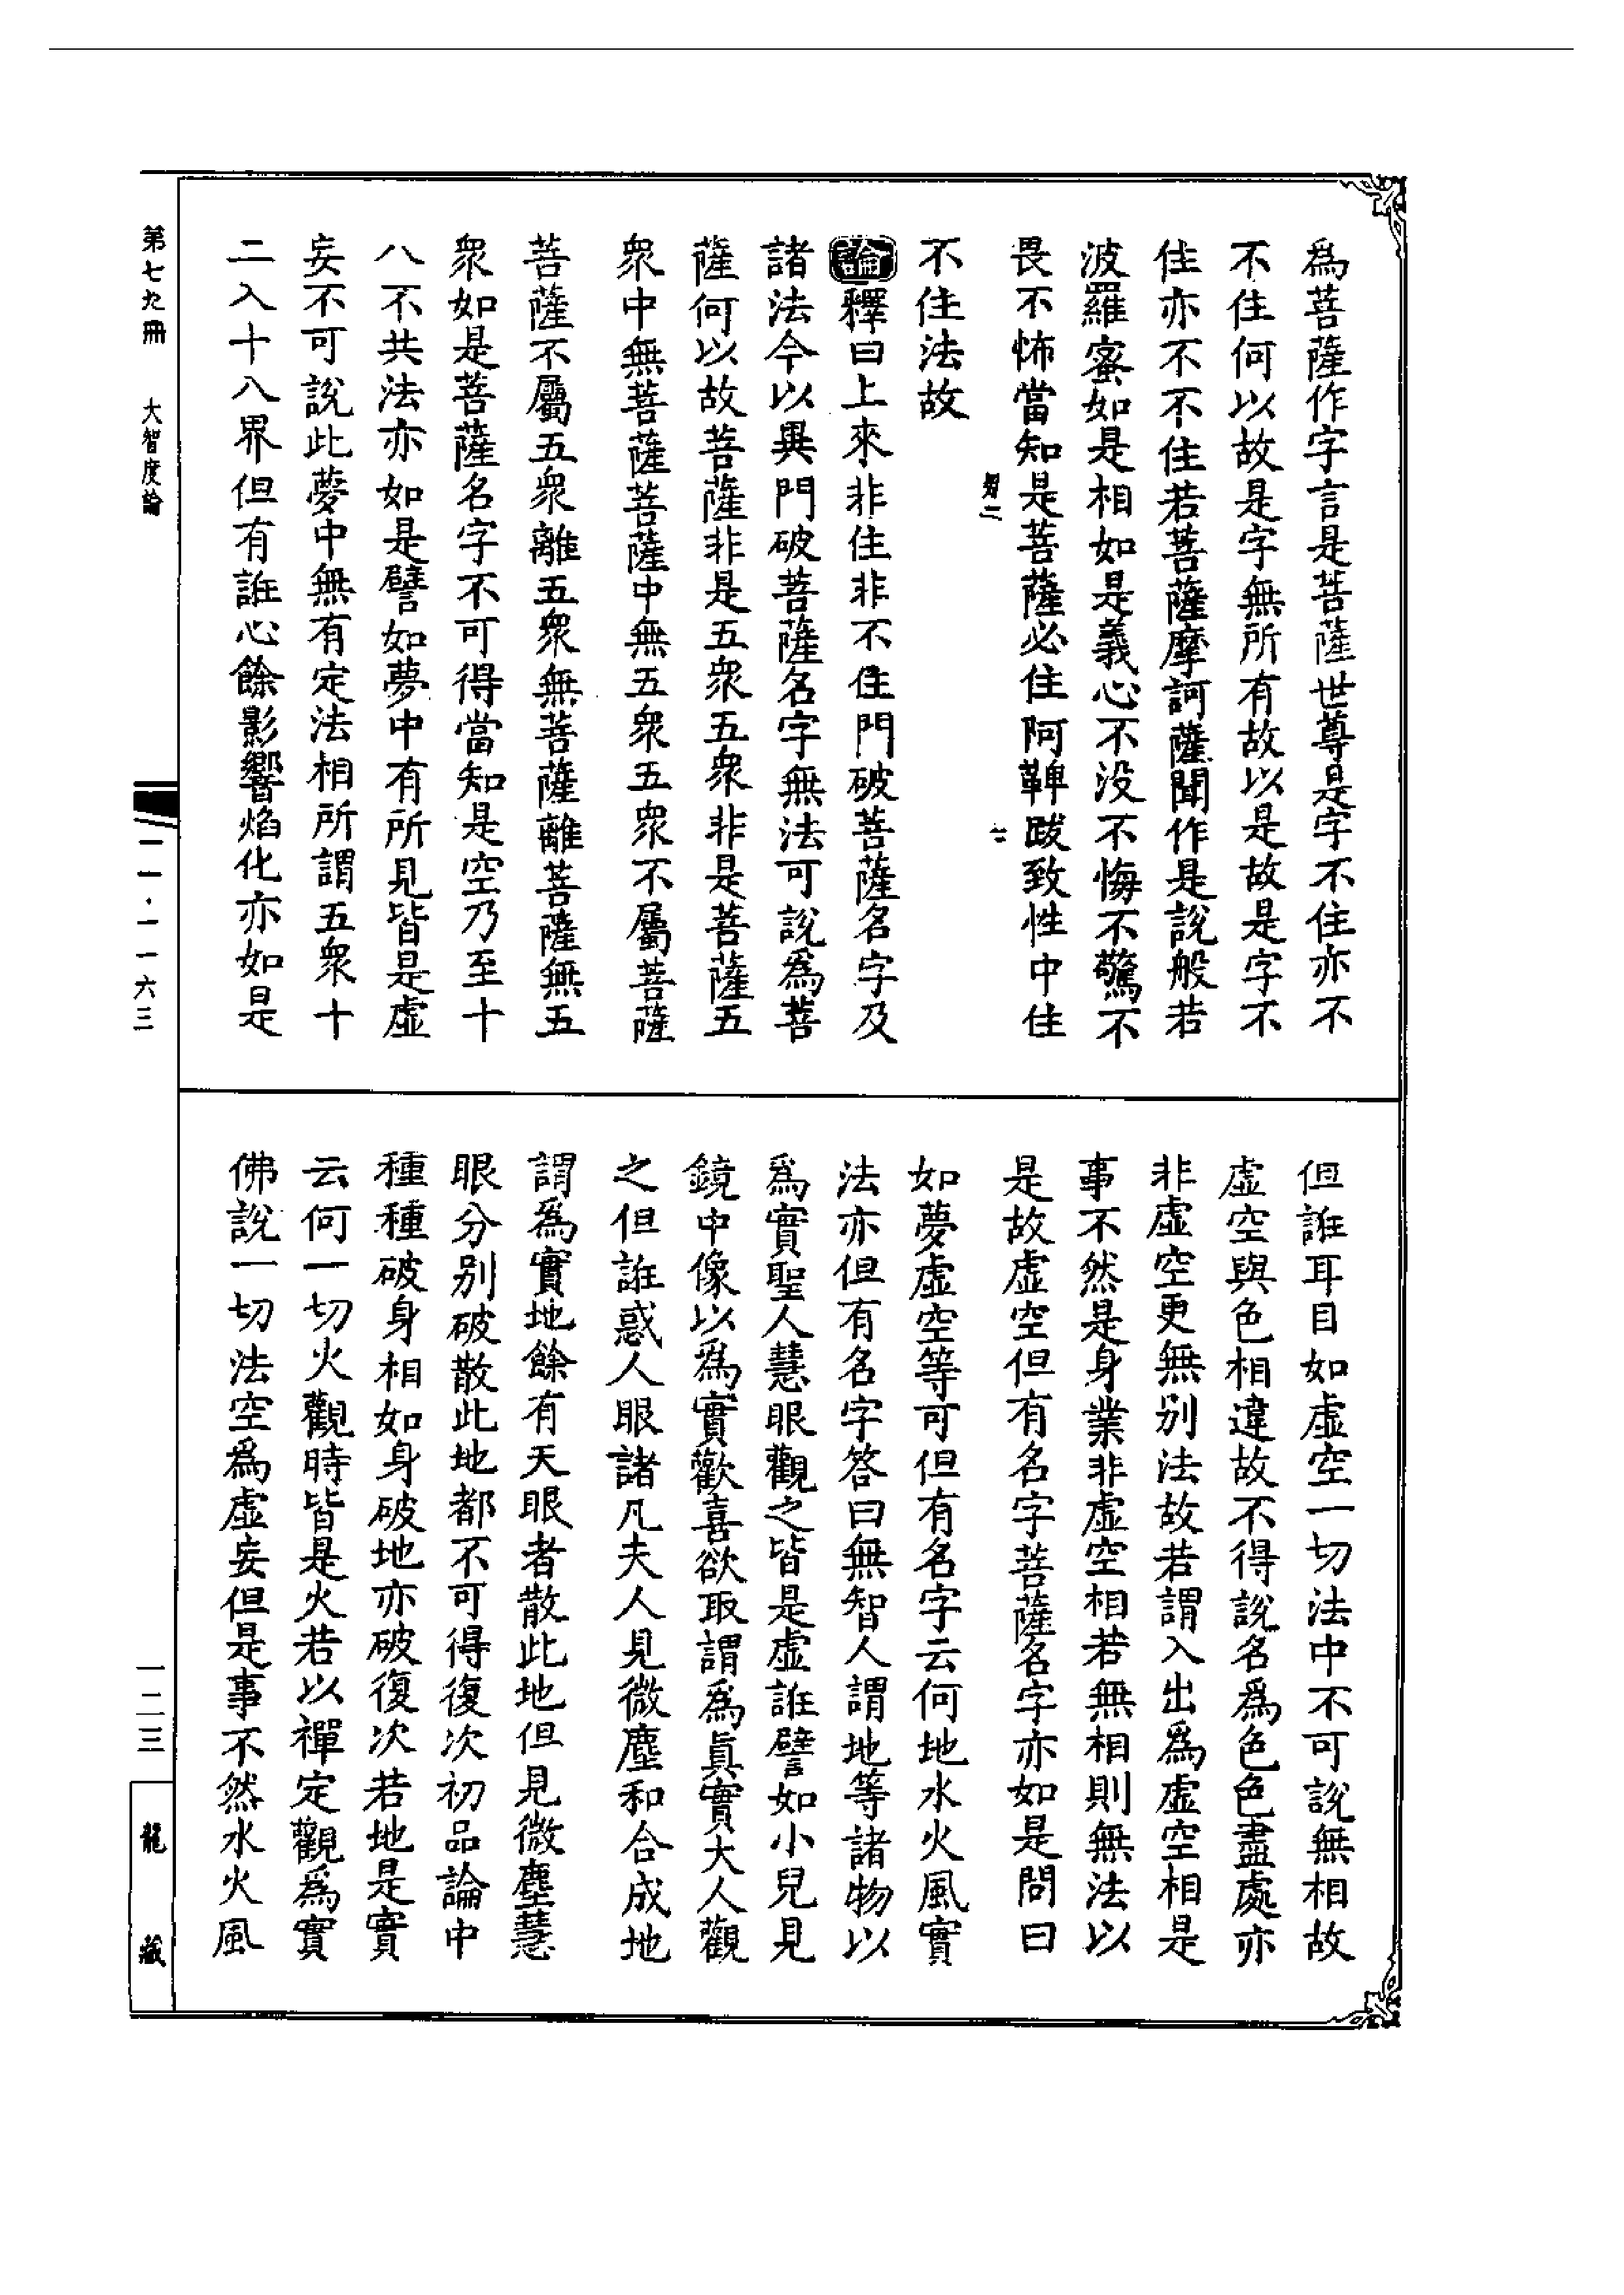 爲菩薩作字言是菩薩世尊是字不住亦不
不住何以故是字無所有故以是故是字不
住亦不不住若菩薩摩訶薩聞作是說般若
波羅蜜如是相如是義心不没不悔不驚不
畏不怖當知是菩薩必住阿鞞跋致性中住
不住法故
論釋曰上來非住非不住門破菩薩名字及
諸法今以異門破菩薩名字無法可說爲菩
薩何以故菩薩非是五衆五衆非是菩薩五
衆中無菩薩菩薩中無五衆五衆不屬菩薩
菩薩不屬五衆離五衆無菩薩離菩薩無五
衆如是菩薩名字不可得當知是空乃至十
八不共法亦如是譬如夢中有所見皆是虛
妄不可說此夢中無有定法相所謂五衆十
二入十八界但有誑心餘影響焰化亦如是
但誑耳目如虛空一切法中不可說無相故
虛空與色相違故不得說名爲色色盡處亦
非虛空更無別法故若謂入出爲虛空相是
事不然是身業非虛空相若無相則無法以
是故虛空但有名字菩薩名字亦如是問曰
如夢虛空等可但有名字云何地水火風實
法亦但有名字答曰無智人謂地等諸物以
爲實聖人慧眼觀之皆是虛誑譬如小兒見
鏡中像以爲實歡喜欲取謂爲眞實大人觀
之但誑惑人眼諸凡夫人見微塵和合成地
謂爲實地餘有天眼者散此地但見微塵慧
眼分別破散此地都不可得復次初品論中
種種破身相如身破地亦破復次若地是實
云何一切火觀時皆是火若以禪定觀爲實
佛說一切法空爲虛妄但是事不然水火風
第七九冊 大智度論
二一·一一六三
一二三
龍藏